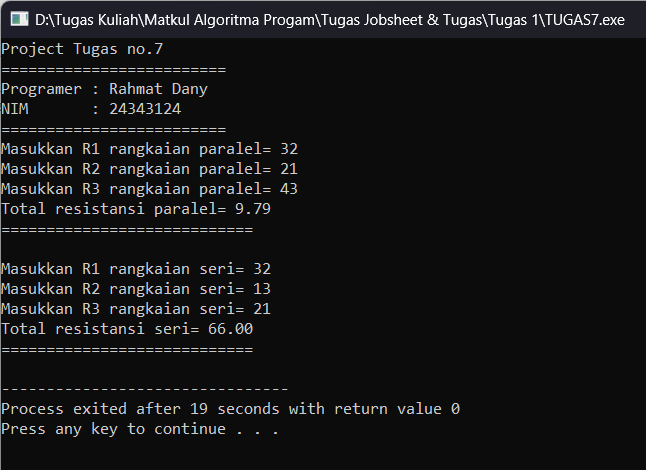 D:\Tugas Kuliah\Matkul Algoritma Progam\Tugas Jobsheet & Tugas\Tugas 1\TUGAS7.exe
Project Tugas no.7
=========================
Programer : Rahmat Dany
NIM       : 24343124
=========================
Masukkan R1 rangkaian paralel= 32
Masukkan R2 rangkaian paralel= 21
Masukkan R3 rangkaian paralel= 43
Total resistansi paralel= 9.79
============================
Masukkan R1 rangkaian seri= 32
Masukkan R2 rangkaian seri= 13
Masukkan R3 rangkaian seri= 21
Total resistansi seri= 66.00
============================
--------------------------------
Process exited after 19 seconds with return value 0
Press any key to continue . . .